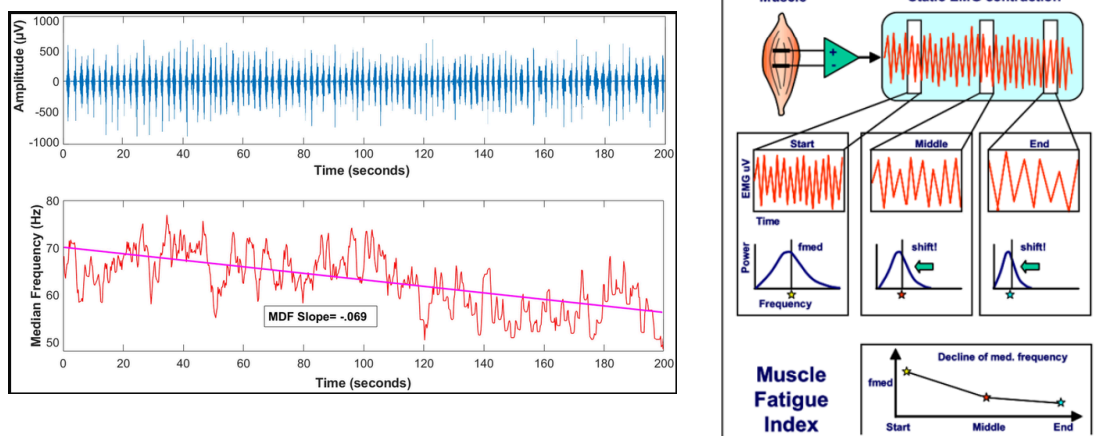 1000
500
0
-500
-1000
Amplitude (µV)
0 20 40 60 80 100 120 140 160 180 200
Time (seconds)
80
70
60
50
Median Frequency (Hz)
MDF Slope= -.069
0 20 40 60 80 100 120 140 160 180 200
Time (seconds)
+
-
Start
Middle
End
EMG uV
Time
fmed
shift!
shift!
Power
Frequency
Muscle
Fatigue
Index
Decline of med. frequency
fmed
Start Middle End